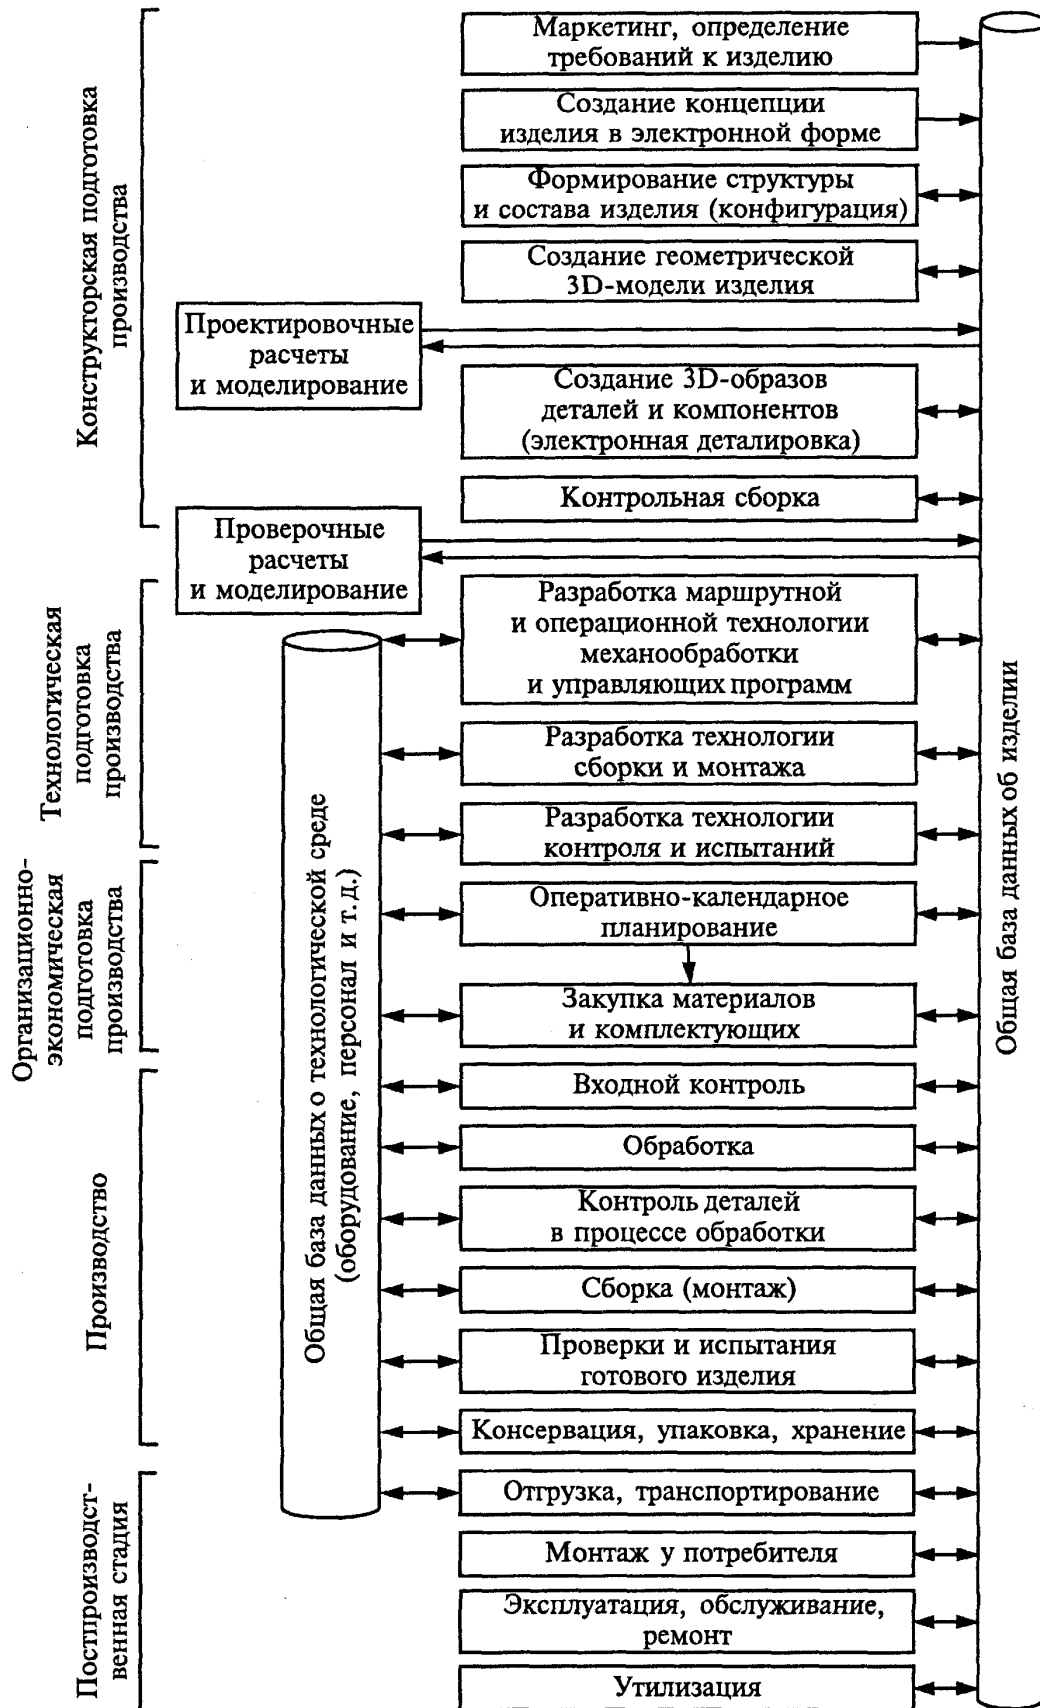 Маркетинг, определение
требований к изделию
Создание концепции
изделия в электронной форме
Формирование структуры
и состава изделия (конфигурация)
Создание геометрической
3D-модели изделия
Конструкторская подготовка
производства
Проектировочные
расчеты
и моделирование
Создание 3D-образов
деталей и компонентов
(электронная деталировка)
Контрольная сборка
Проверочные
расчеты
и моделирование
Технологическая
подготовка
производства
Разработка маршрутной
и операционной технологии
механообработки
и управляющих программ
Разработка технологии
сборки и монтажа
Разработка технологии
контроля и испытаний
Организационно-
экономическая
подготовка
производства
Оперативно-календарное
планирование
Закупка материалов
и комплектующих
Общая база данных о технологической среде
(оборудование, персонал и т.д.)
Общая база данных об изделии
Производство
Входной контроль
Обработка
Контроль деталей
в процессе обработки
Сборка (монтаж)
Проверки и испытания
готового изделия
Консервация, упаковка, хранение
Постпроизводст-
венная стадия
Отгрузка, транспортирование
Монтаж у потребителя
Эксплуатация, обслуживание,
ремонт
Утилизация